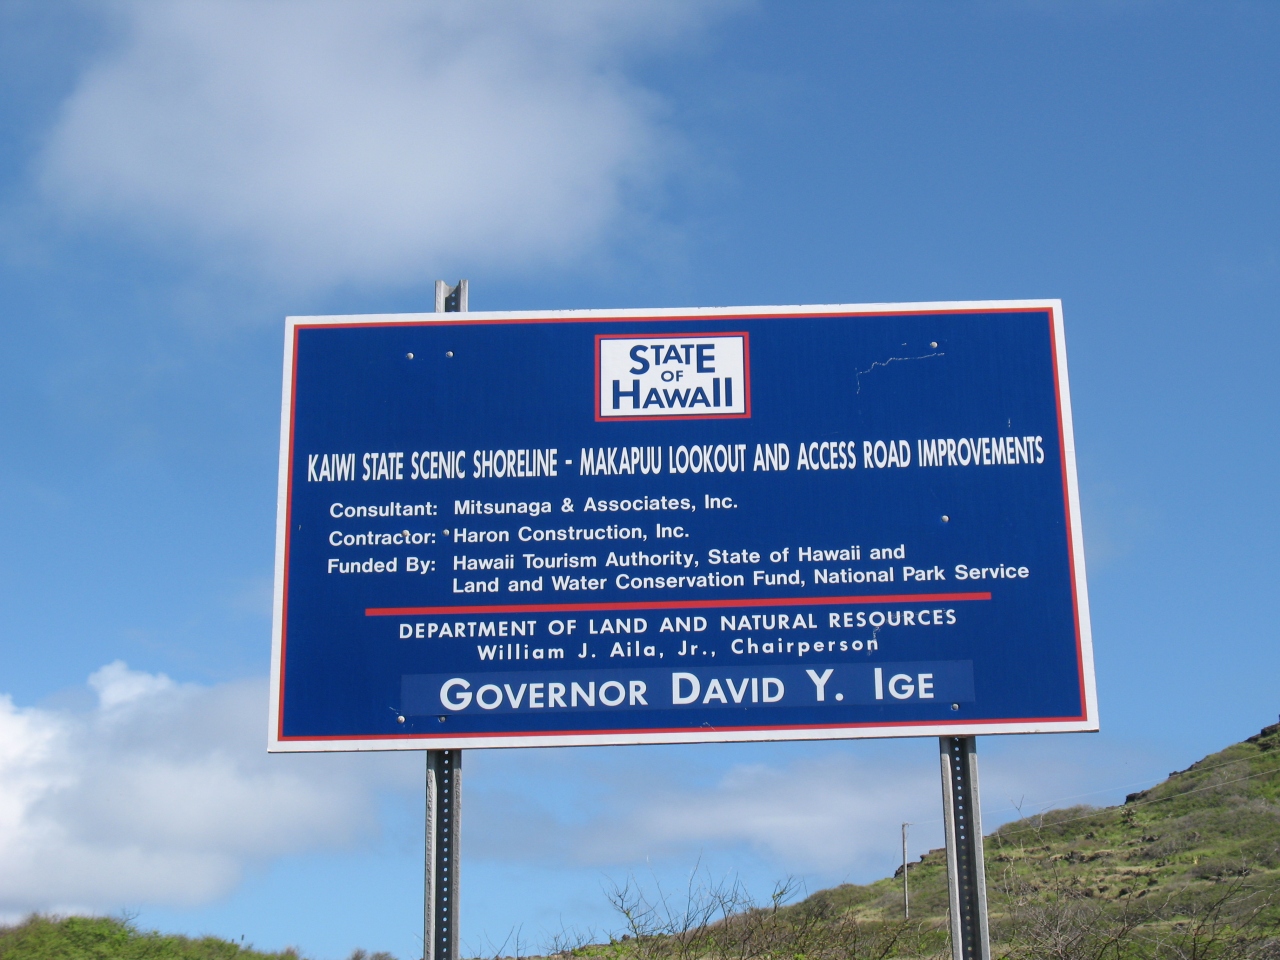 STATE
OF
HAWAII
KAIWI STATE SCENIC SHORELINE - MAKAPUU LOOKOUT AND ACCESS ROAD IMPROVEMENTS
Consultant: Mitsunaga & Associates, Inc.
Contractor: Haron Construction, Inc.
Funded By: Hawaii Tourism Authority, State of Hawaii and
Land and Water Conservation Fund, National Park Service
DEPARTMENT OF LAND AND NATURAL RESOURCES
William J. Aila, Jr., Chairperson
GOVERNOR DAVID Y. IGE